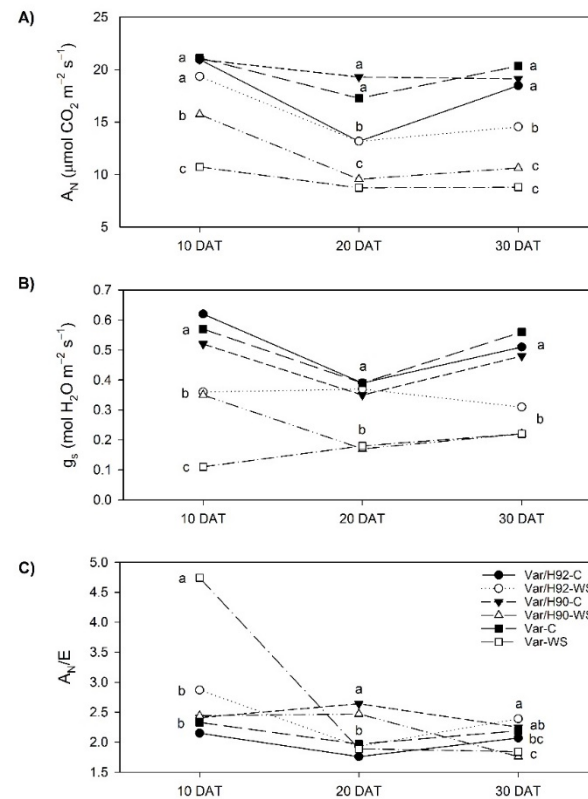 A)
25
20
15
10
5
A_N (µmol CO₂ m⁻² s⁻¹)
a
a
b
c
a
a
b
c
c
a
a
b
c
c
10 DAT
20 DAT
30 DAT
B)
0.7
0.6
0.5
0.4
0.3
0.2
0.1
0.0
g_s (mol H₂O m⁻² s⁻¹)
a
b
c
a
b
a
b
10 DAT
20 DAT
30 DAT
C)
5.0
4.5
4.0
3.5
3.0
2.5
2.0
1.5
A_N/E
a
b
b
a
b
a
ab
bc
c
Var/H92-C
Var/H92-WS
Var/H90-C
Var/H90-WS
Var-C
Var-WS
10 DAT
20 DAT
30 DAT